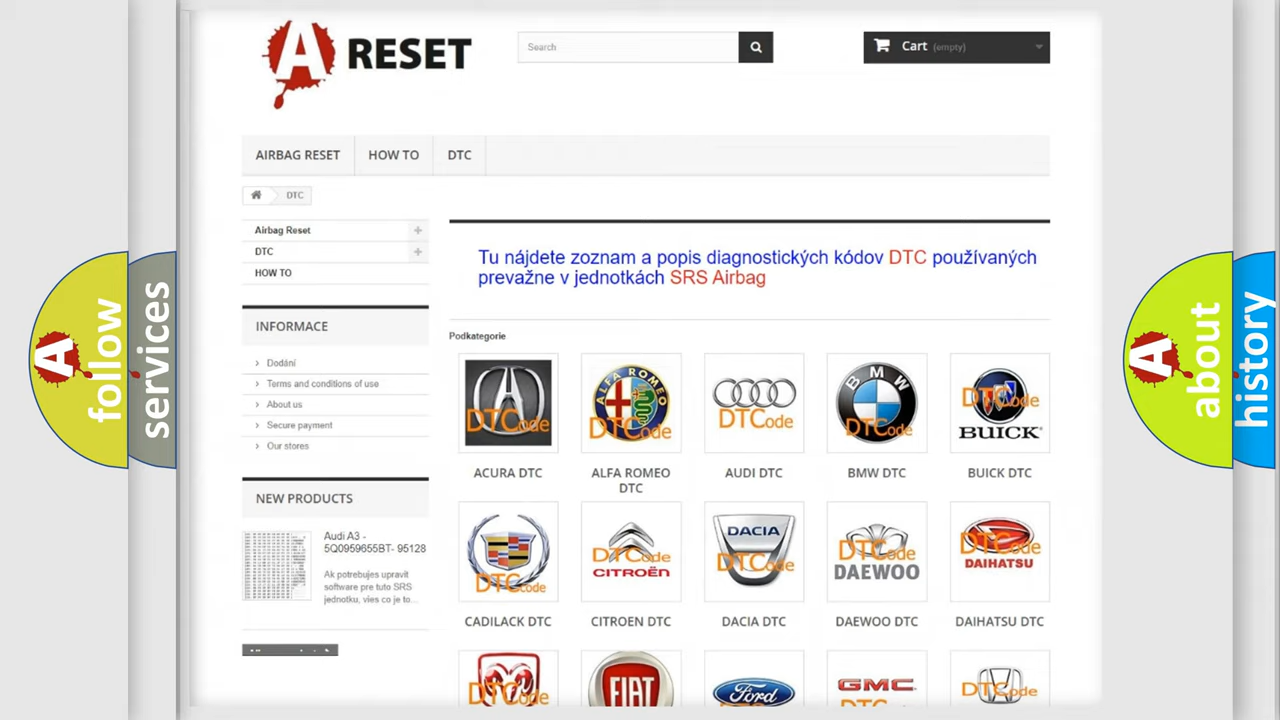 A RESET
Search
Cart (empty)
AIRBAG RESET
HOW TO
DTC
DTC
Airbag Reset
DTC
HOW TO
Tu nájdete zoznam a popis diagnostických kódov DTC používaných
prevažne v jednotkách SRS Airbag
INFORMACE
Dodání
Terms and conditions of use
About us
Secure payment
Our stores
NEW PRODUCTS
Audi A3 -
5Q0959655BT- 95128
Ak potrebujes upravit
software pre tuto SRS
jednotku, vies co je to...
Podkategorie
DTCode
ALFA ROMEO
DTCode
DTCode
BMW
DTCode
DTCode
BUICK
ACURA DTC
ALFA ROMEO
DTC
AUDI DTC
BMW DTC
BUICK DTC
DTCode
DTCode
CITROËN
DACIA
DTCode
DTCode
DAEWOO
DTCode
DAIHATSU
CADILACK DTC
CITROEN DTC
DACIA DTC
DAEWOO DTC
DAIHATSU DTC
DTCode
FIAT
Ford
GMC
DTCode
A follow
services
A about
history